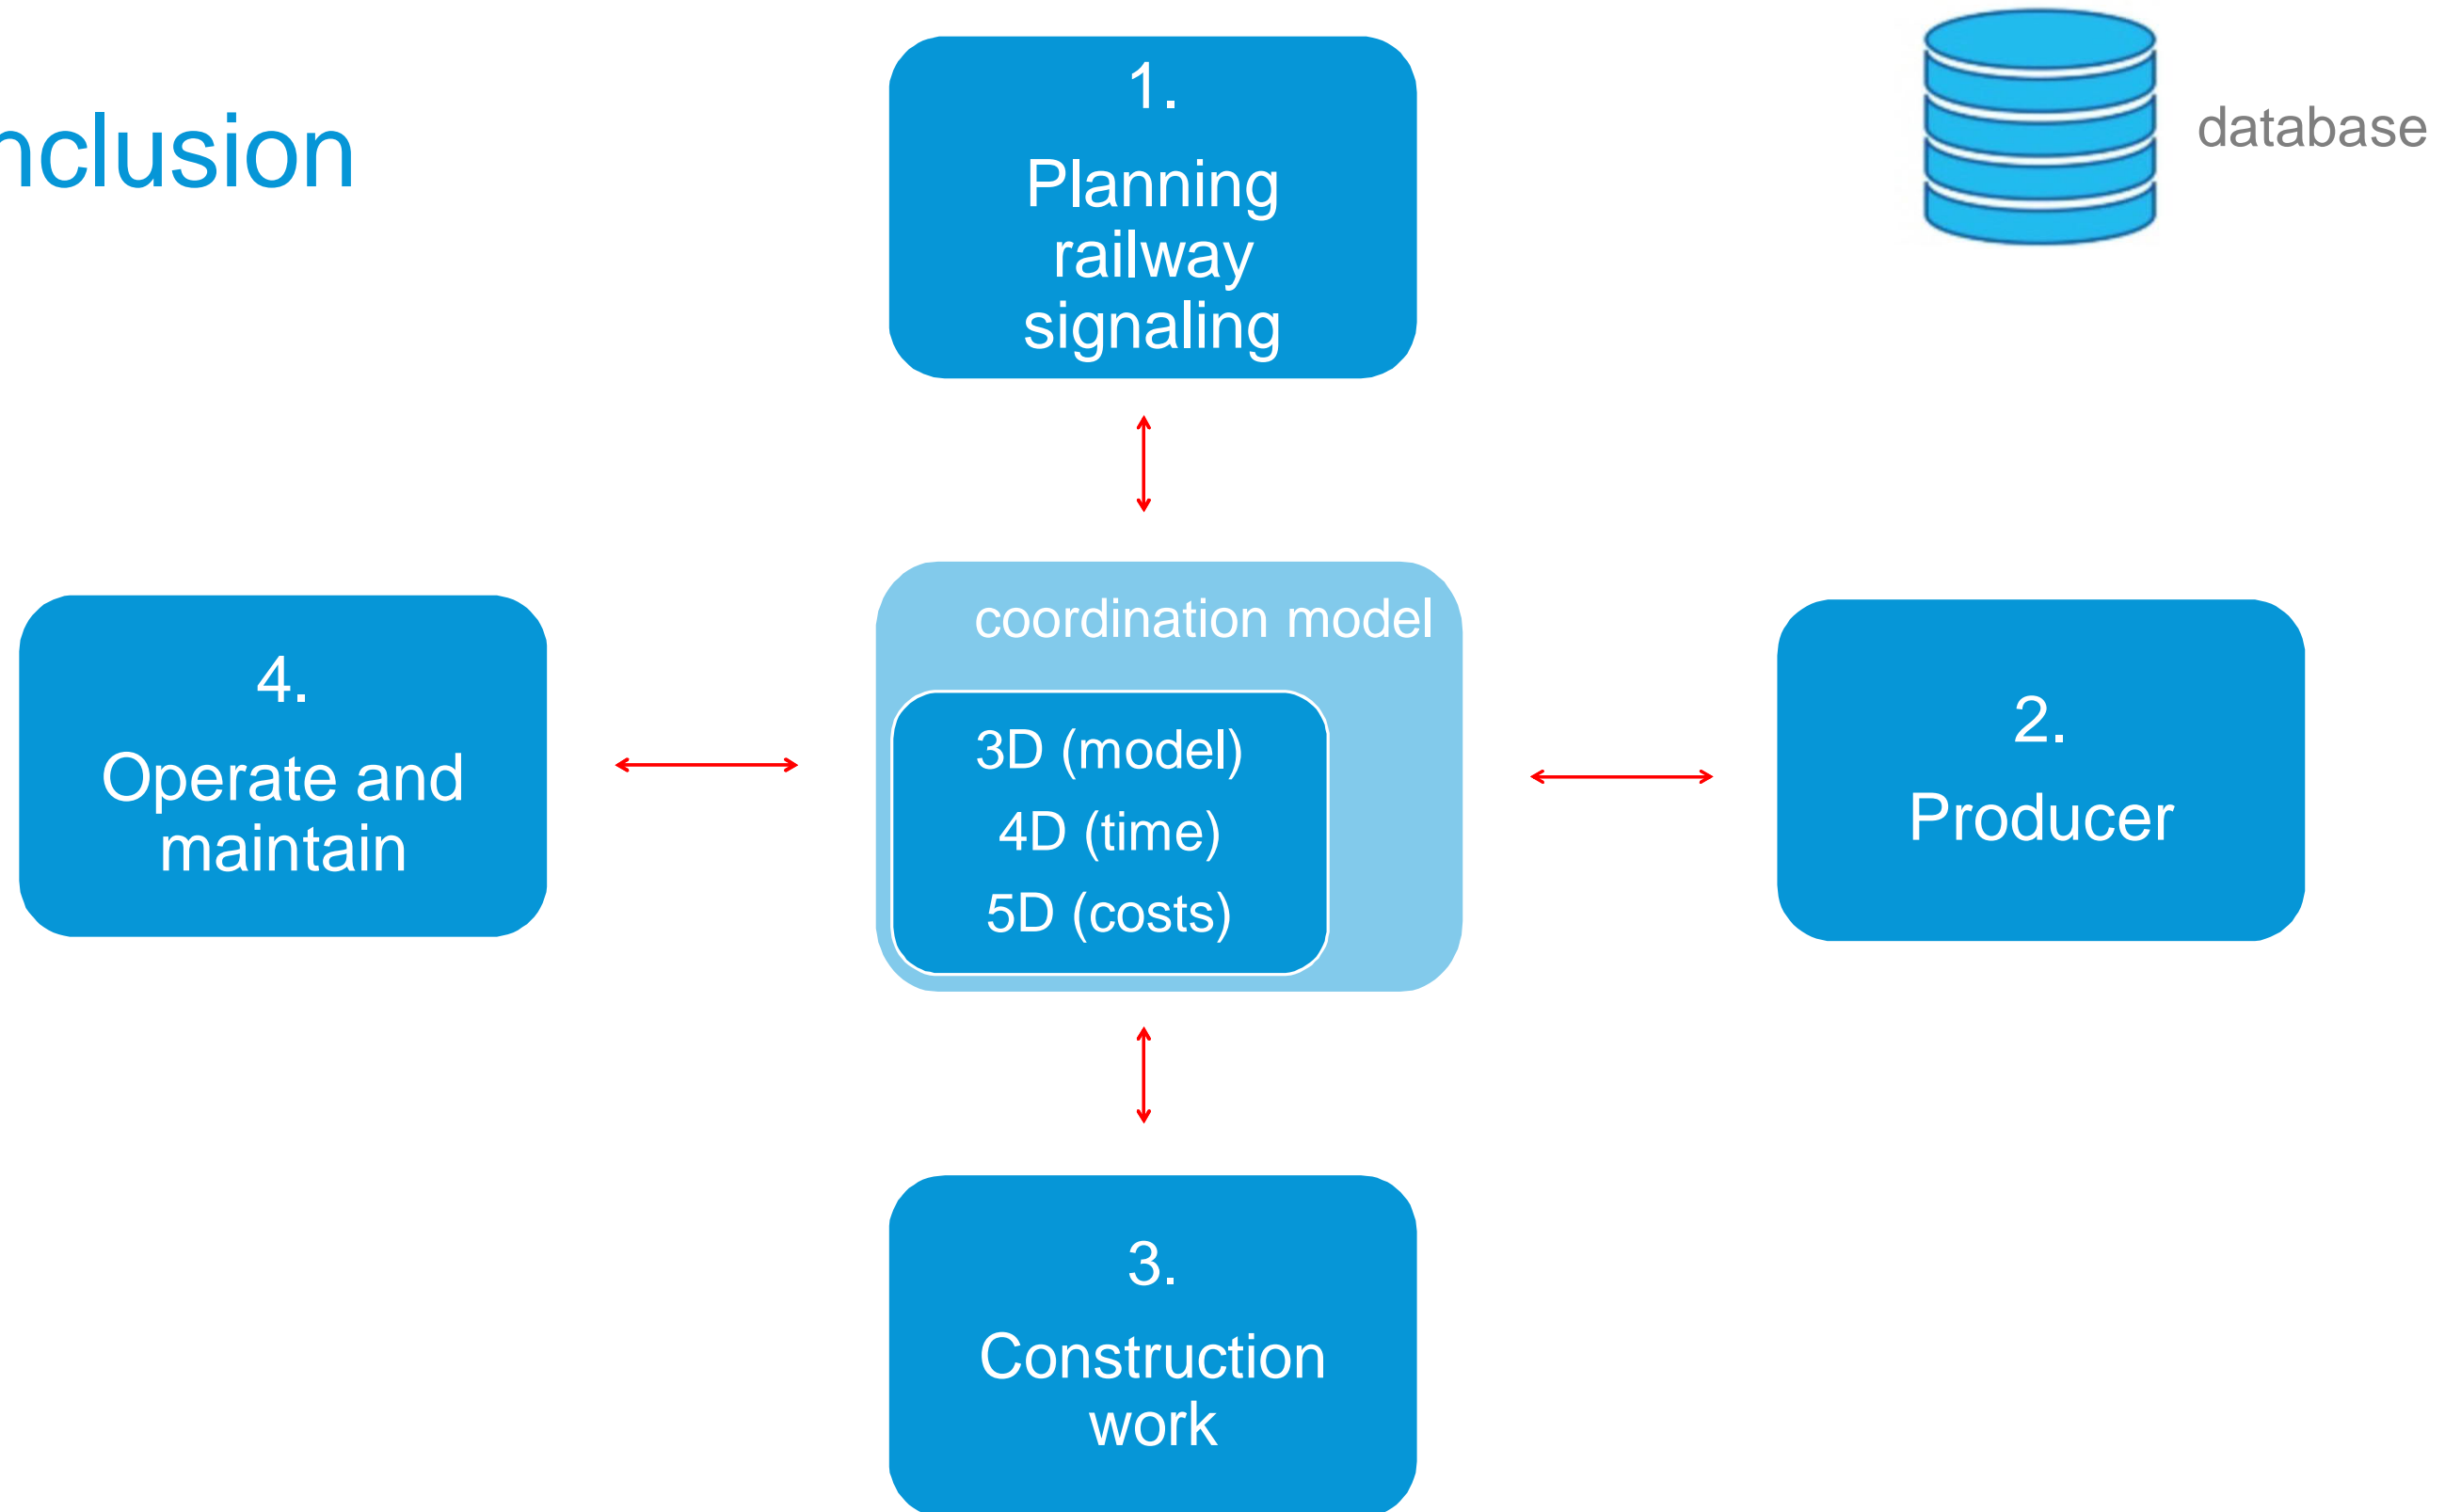 nclusion
1.
Planning
railway
signaling
database
coordination model
3D (model)
4D (time)
5D (costs)
4.
Operate and
maintain
2.
Producer
3.
Construction
work